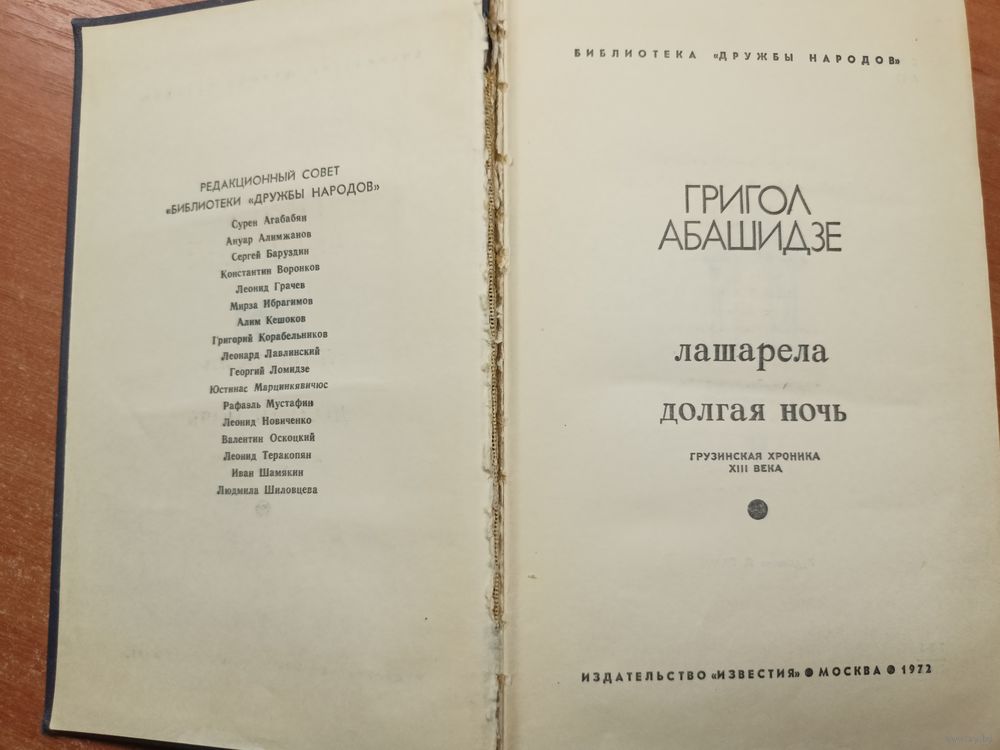 РЕДАКЦИОННЫЙ СОВЕТ
«БИБЛИОТЕКИ «ДРУЖБЫ НАРОДОВ»
Сурен Агабабян
Ануар Алимжанов
Сергей Баруздин
Константин Воронков
Леонид Грачев
Мирза Ибрагимов
Алим Кешоков
Григорий Корабельников
Леонард Лавлинский
Георгий Ломидзе
Юстинас Марцинкявичюс
Рафаэль Мустафин
Леонид Новиченко
Валентин Оскоцкий
Леонид Теракопян
Иван Шамякин
Людмила Шиловцева
БИБЛИОТЕКА «ДРУЖБЫ НАРОДОВ»
ГРИГОЛ
АБАШИДЗЕ
лашарела
долгая ночь
ГРУЗИНСКАЯ ХРОНИКА
XIII ВЕКА
ИЗДАТЕЛЬСТВО «ИЗВЕСТИЯ» МОСКВА 1972